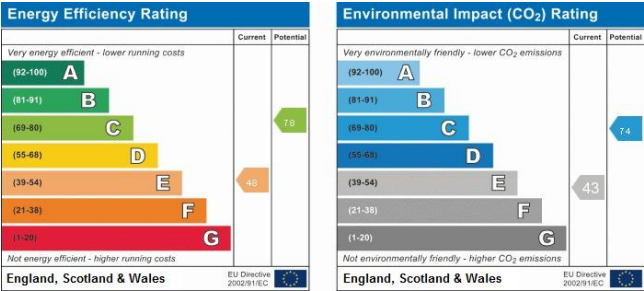 Energy Efficiency Rating
Current Potential
Very energy efficient - lower running costs
(92-100) A
(81-91) B
(69-80) C
78
(55-68) D
(39-54) E
48
(21-38) F
(1-20) G
Not energy efficient - higher running costs
England, Scotland & Wales
EU Directive
2002/91/EC
Environmental Impact (CO₂) Rating
Current Potential
Very environmentally friendly - lower CO₂ emissions
(92-100) A
(81-91) B
(69-80) C
74
(55-68) D
(39-54) E
43
(21-38) F
(1-20) G
Not environmentally friendly - higher CO₂ emissions
England, Scotland & Wales
EU Directive
2002/91/EC